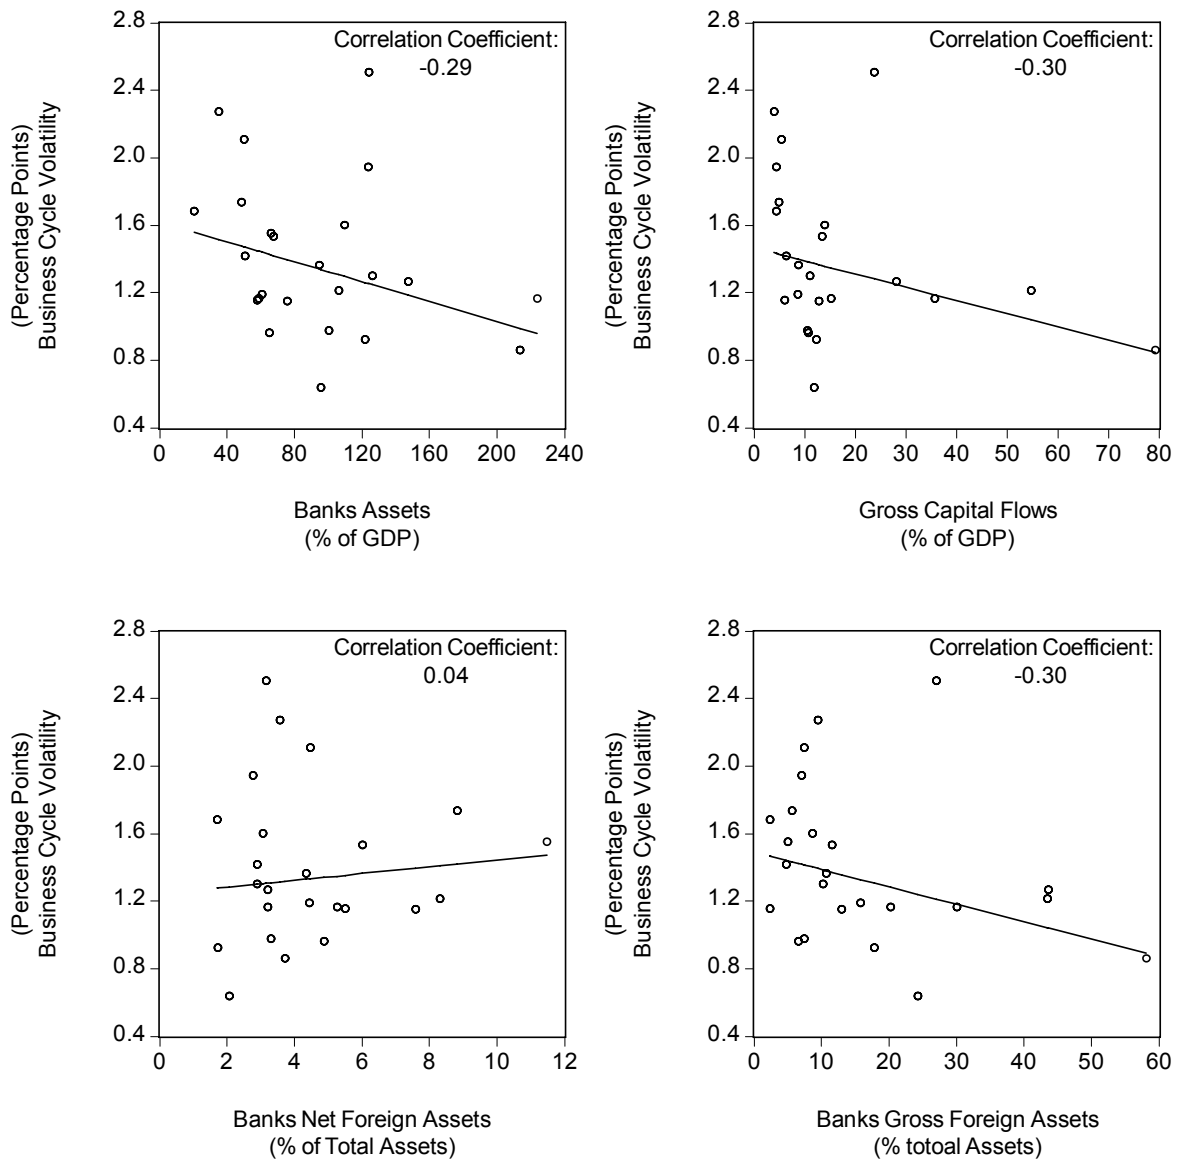 2.8
2.4
2.0
1.6
1.2
0.8
0.4
(Percentage Points)
Business Cycle Volatility
Correlation Coefficient:
-0.29
0 40 80 120 160 200 240
Banks Assets
(% of GDP)
2.8
2.4
2.0
1.6
1.2
0.8
0.4
(Percentage Points)
Business Cycle Volatility
Correlation Coefficient:
-0.30
0 10 20 30 40 50 60 70 80
Gross Capital Flows
(% of GDP)
2.8
2.4
2.0
1.6
1.2
0.8
0.4
(Percentage Points)
Business Cycle Volatility
Correlation Coefficient:
0.04
0 2 4 6 8 10 12
Banks Net Foreign Assets
(% of Total Assets)
2.8
2.4
2.0
1.6
1.2
0.8
0.4
(Percentage Points)
Business Cycle Volatility
Correlation Coefficient:
-0.30
0 10 20 30 40 50 60
Banks Gross Foreign Assets
(% totoal Assets)